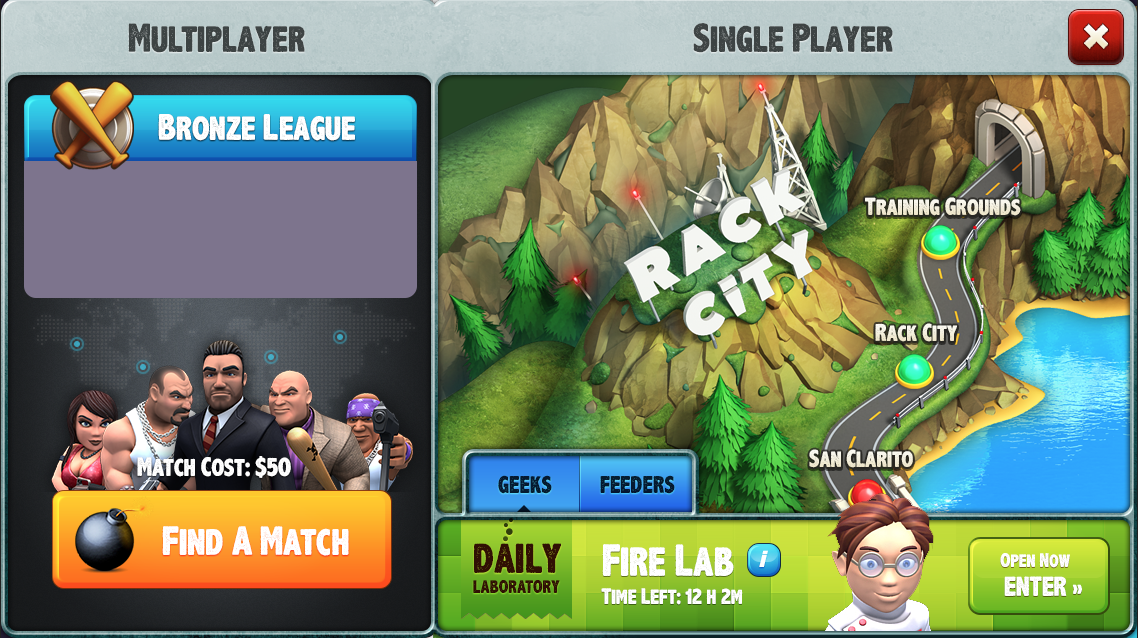 Multiplayer
Single Player
Bronze League
Match Cost: $50
Find A Match
Rack
City
Training Grounds
Rack City
San Clarito
Geeks
Feeders
Daily
Laboratory
Fire Lab
i
Time Left: 12 h 2m
Open Now
Enter »